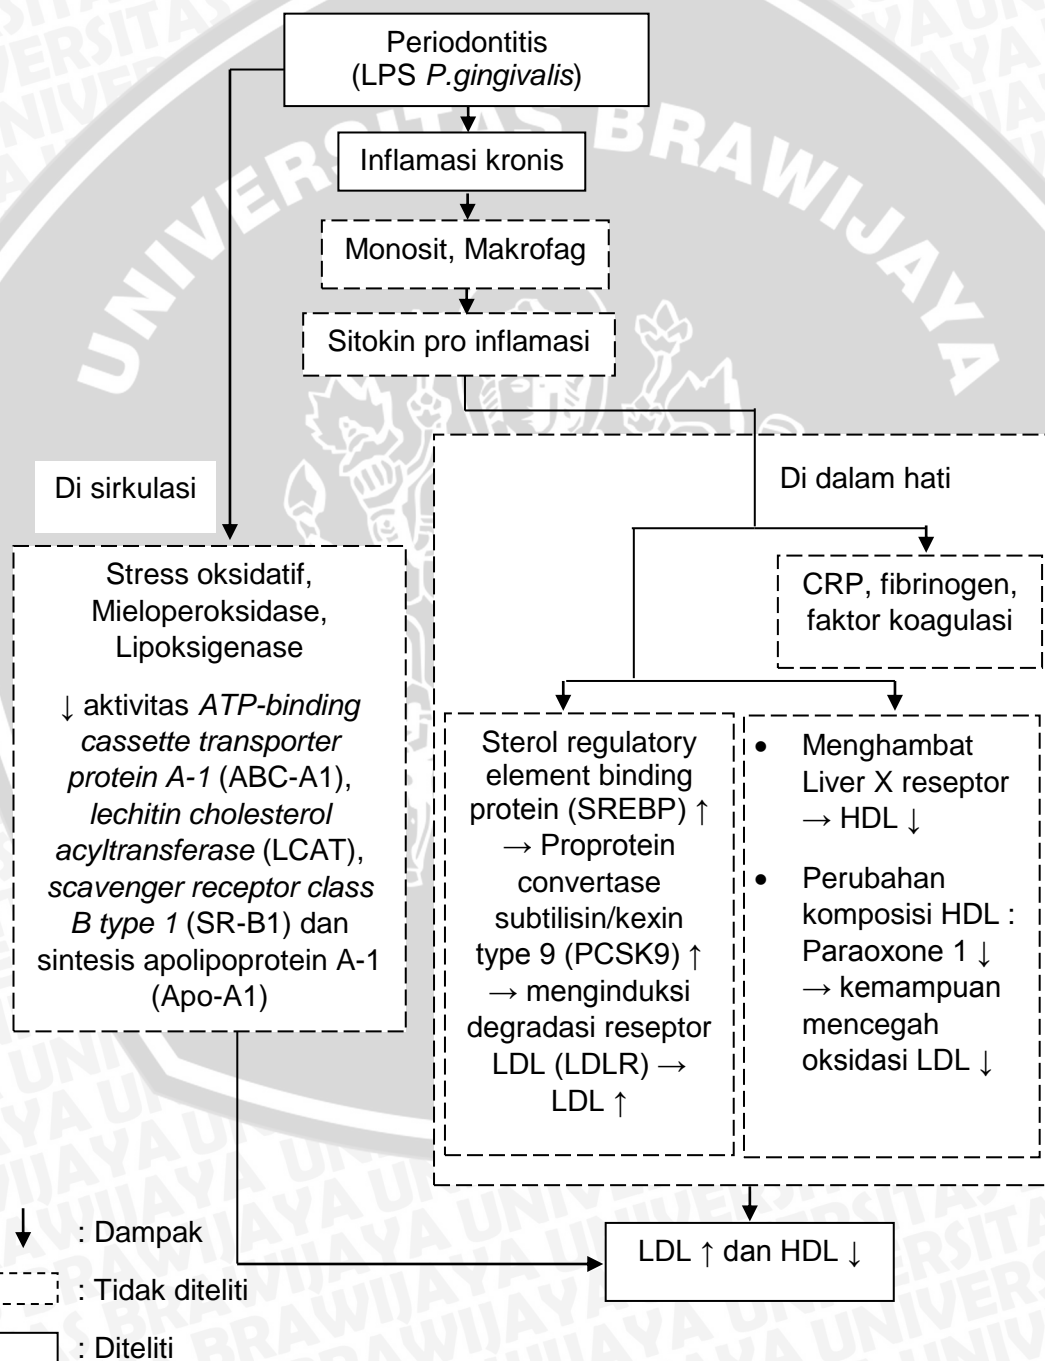 Periodontitis
(LPS P.gingivalis)
UNIVERSITAS BRAWIJAYA
Inflamasi kronis
Monosit, Makrofag
Sitokin pro inflamasi
Di sirkulasi
Di dalam hati
Stress oksidatif,
Mieloperoksidase,
Lipoksigenase
↓ aktivitas ATP-binding
cassette transporter
protein A-1 (ABC-A1),
lechitin cholesterol
acyltransferase (LCAT),
scavenger receptor class
B type 1 (SR-B1) dan
sintesis apolipoprotein A-1
(Apo-A1)
CRP, fibrinogen,
faktor koagulasi
Sterol regulatory
element binding
protein (SREBP) ↑
→ Proprotein
convertase
subtilisin/kexin
type 9 (PCSK9) ↑
→ menginduksi
degradasi reseptor
LDL (LDLR) →
LDL ↑
• Menghambat
Liver X reseptor
→ HDL ↓
• Perubahan
komposisi HDL :
Paraoxone 1 ↓
→ kemampuan
mencegah
oksidasi LDL ↓
LDL ↑ dan HDL ↓
: Dampak
: Tidak diteliti
: Diteliti